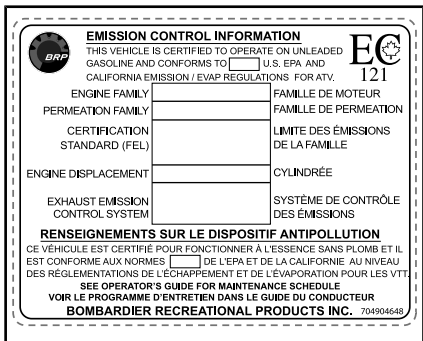 BRP
EMISSION CONTROL INFORMATION
THIS VEHICLE IS CERTIFIED TO OPERATE ON UNLEADED
GASOLINE AND CONFORMS TO U.S. EPA AND
CALIFORNIA EMISSION / EVAP REGULATIONS FOR ATV.
EC
121
ENGINE FAMILY FAMILLE DE MOTEUR
PERMEATION FAMILY FAMILLE DE PERMEATION
CERTIFICATION LIMITE DES ÉMISSIONS
STANDARD (FEL) DE LA FAMILLE
ENGINE DISPLACEMENT CYLINDRÉE
EXHAUST EMISSION SYSTÈME DE CONTRÔLE
CONTROL SYSTEM DES ÉMISSIONS
RENSEIGNEMENTS SUR LE DISPOSITIF ANTIPOLLUTION
CE VÉHICULE EST CERTIFIÉ POUR FONCTIONNER À L'ESSENCE SANS PLOMB ET IL
EST CONFORME AUX NORMES DE L'EPA ET DE LA CALIFORNIE AU NIVEAU
DES RÉGLEMENTATIONS DE L'ÉCHAPPEMENT ET DE L'ÉVAPORATION POUR LES VTT.
SEE OPERATOR'S GUIDE FOR MAINTENANCE SCHEDULE
VOIR LE PROGRAMME D'ENTRETIEN DANS LE GUIDE DU CONDUCTEUR
BOMBARDIER RECREATIONAL PRODUCTS INC. 704904648